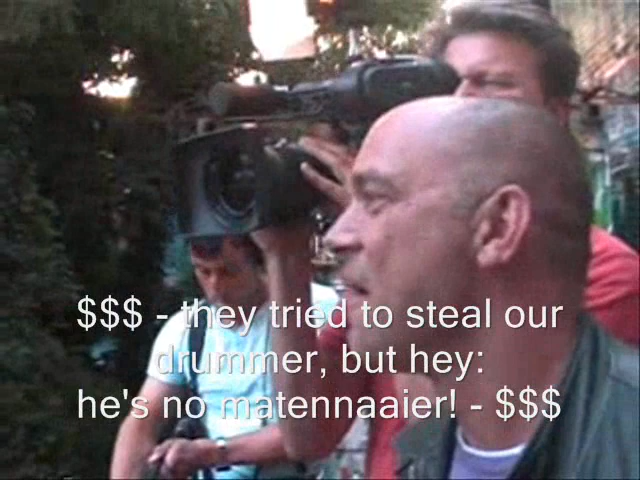 $$$ - they tried to steal our
drummer, but hey:
he's no matennaaier! - $$$